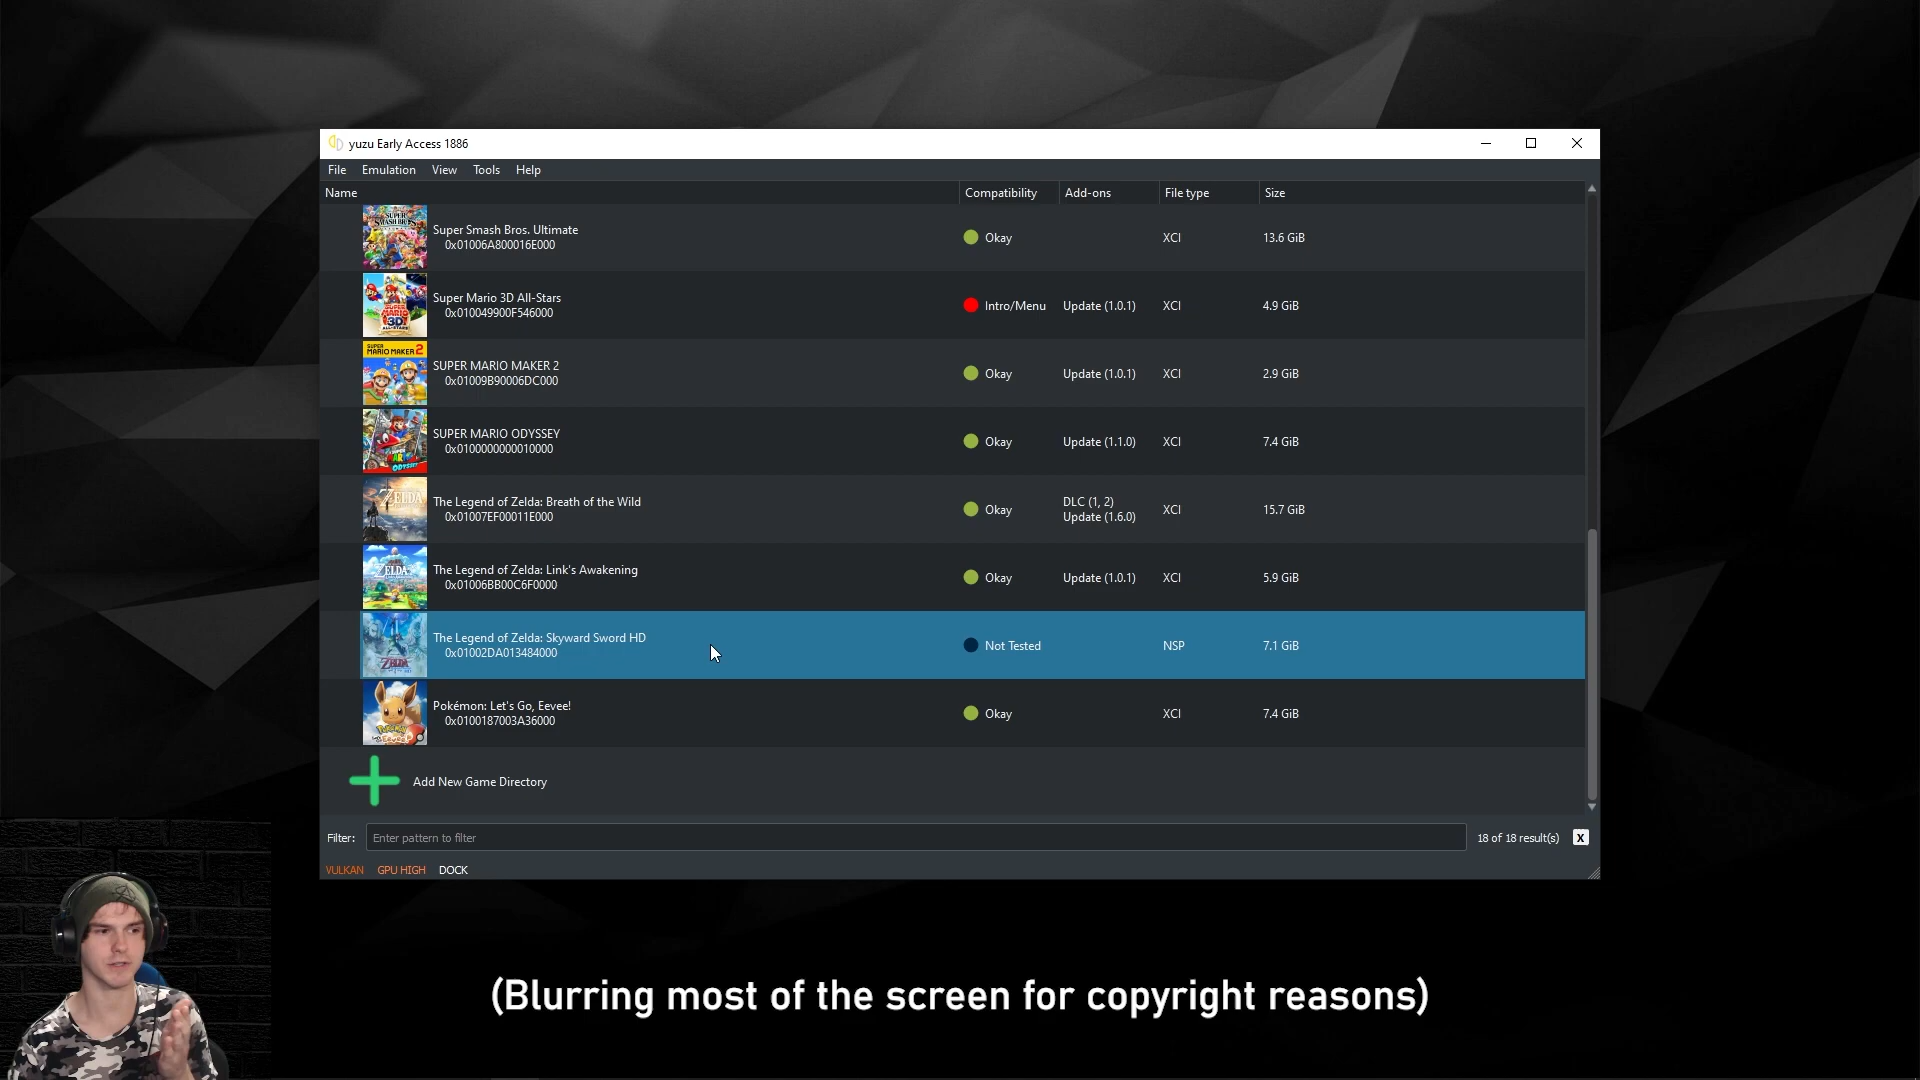 yuzu Early Access 1886
File Emulation View Tools Help
Name Compatibility Add-ons File type Size
Super Smash Bros. Ultimate
0x01006A800016E000
Okay XCI 13.6 GiB
Super Mario 3D All-Stars
0x010049900F546000
Intro/Menu Update (1.0.1) XCI 4.9 GiB
SUPER MARIO MAKER 2
0x01009B90006DC000
Okay Update (1.0.1) XCI 2.9 GiB
SUPER MARIO ODYSSEY
0x0100000000010000
Okay Update (1.1.0) XCI 7.4 GiB
The Legend of Zelda: Breath of the Wild
0x01007EF00011E000
Okay DLC (1, 2)
Update (1.6.0) XCI 15.7 GiB
The Legend of Zelda: Link's Awakening
0x01006BB00C6F0000
Okay Update (1.0.1) XCI 5.9 GiB
The Legend of Zelda: Skyward Sword HD
0x01002DA013484000
Not Tested NSP 7.1 GiB
Pokémon: Let's Go, Eevee!
0x0100187003A36000
Okay XCI 7.4 GiB
Add New Game Directory
Filter: Enter pattern to filter 18 of 18 result(s) X
VULKAN GPU HIGH DOCK
(Blurring most of the screen for copyright reasons)